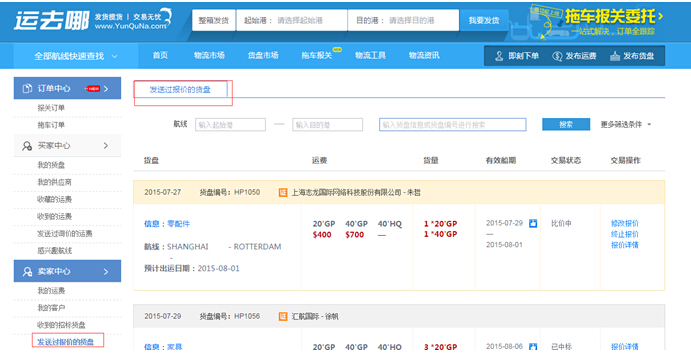 运去哪 发货揽货 | 交易无忧
www.YunQuNa.com
整箱发货 起始港: 请选择起始港 目的港: 请选择目的港 我要发货
拖车报关委托>
一站式解决, 订单全跟踪
全部航线快速查找 首页 物流市场 货盘市场 拖车报关 物流工具 物流资讯 即刻下单 发布运费 发布货盘
订单中心
报关订单
拖车订单
买家中心
我的货盘
我的供应商
收藏的运费
收到的运费
发送过询价的运费
感兴趣航线
卖家中心
我的运费
我的客户
收到的招标货盘
发送过报价的货盘
发送过报价的货盘
航线 输入起始港 — 输入目的港 输入货盘信息或货盘编号进行搜索 搜索 更多筛选条件
货盘 运费 货量 有效船期 交易状态 交易操作
2015-07-27 货盘编号: HP1050 证 上海志龙国际网络科技股份有限公司 - 朱哲
信息: 零配件 20'GP 40'GP 40'HQ 1 *20'GP 2015-07-29 比价中 修改报价
$400 $700 — 1 *40'GP — 终止报价
航线: SHANGHAI - ROTTERDAM 2015-08-01 报价详情
-
预计出运日期: 2015-08-01
2015-07-29 货盘编号: HP1056 证 汇航国际 - 徐帆
信息: 家具 20'GP 40'GP 40'HQ 3 *20'GP 2015-08-06 已中标 报价详情